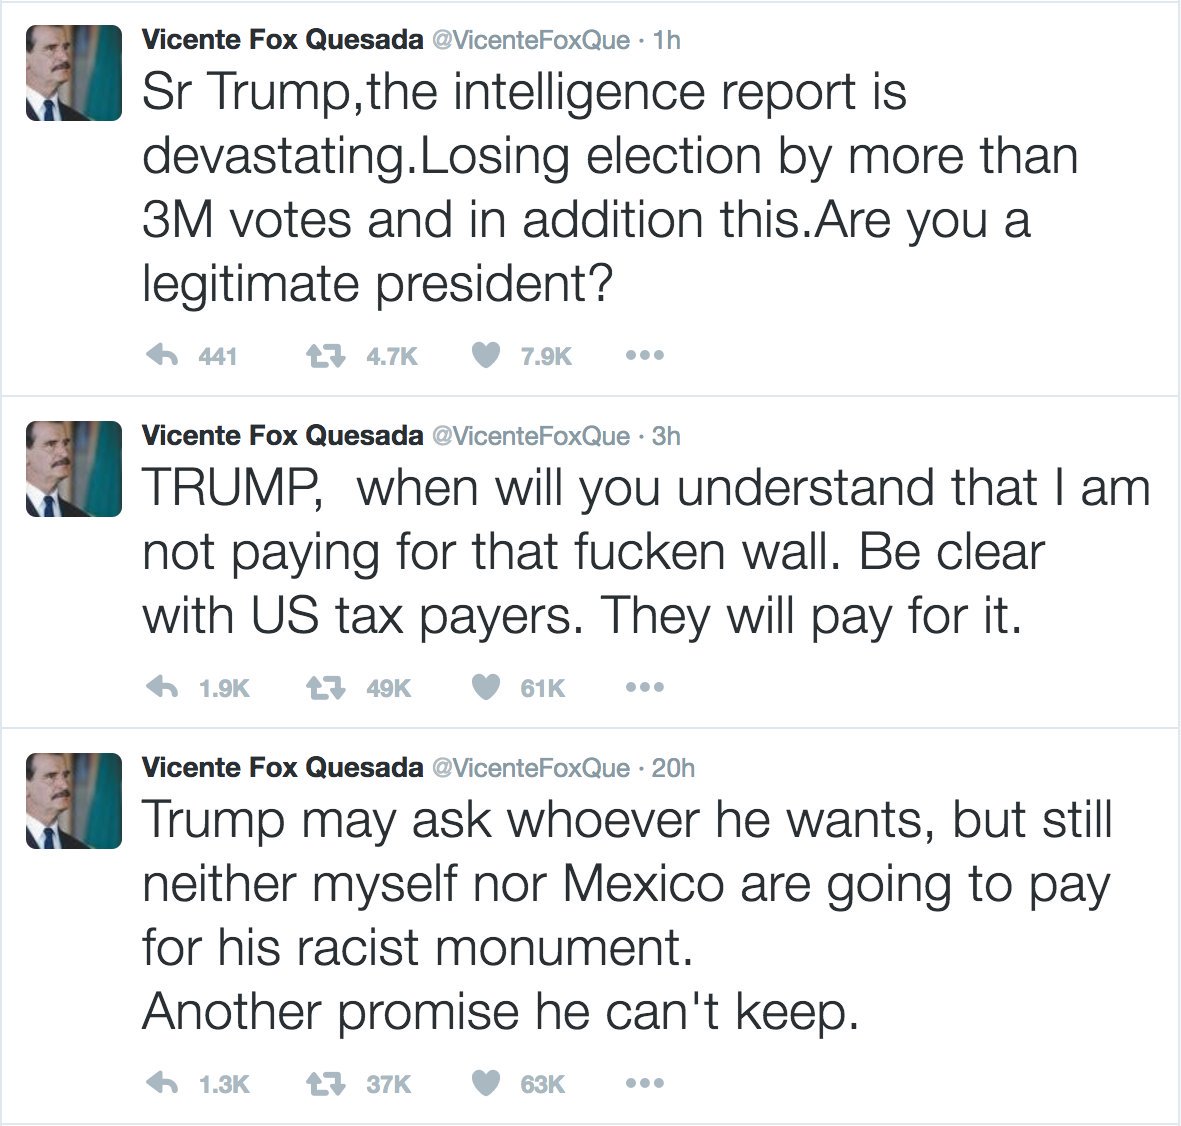 Vicente Fox Quesada @VicenteFoxQue · 1h
Sr Trump,the intelligence report is
devastating.Losing election by more than
3M votes and in addition this.Are you a
legitimate president?
441 4.7K 7.9K
Vicente Fox Quesada @VicenteFoxQue · 3h
TRUMP,  when will you understand that I am
not paying for that fucken wall. Be clear
with US tax payers. They will pay for it.
1.9K 49K 61K
Vicente Fox Quesada @VicenteFoxQue · 20h
Trump may ask whoever he wants, but still
neither myself nor Mexico are going to pay
for his racist monument.
Another promise he can't keep.
1.3K 37K 63K